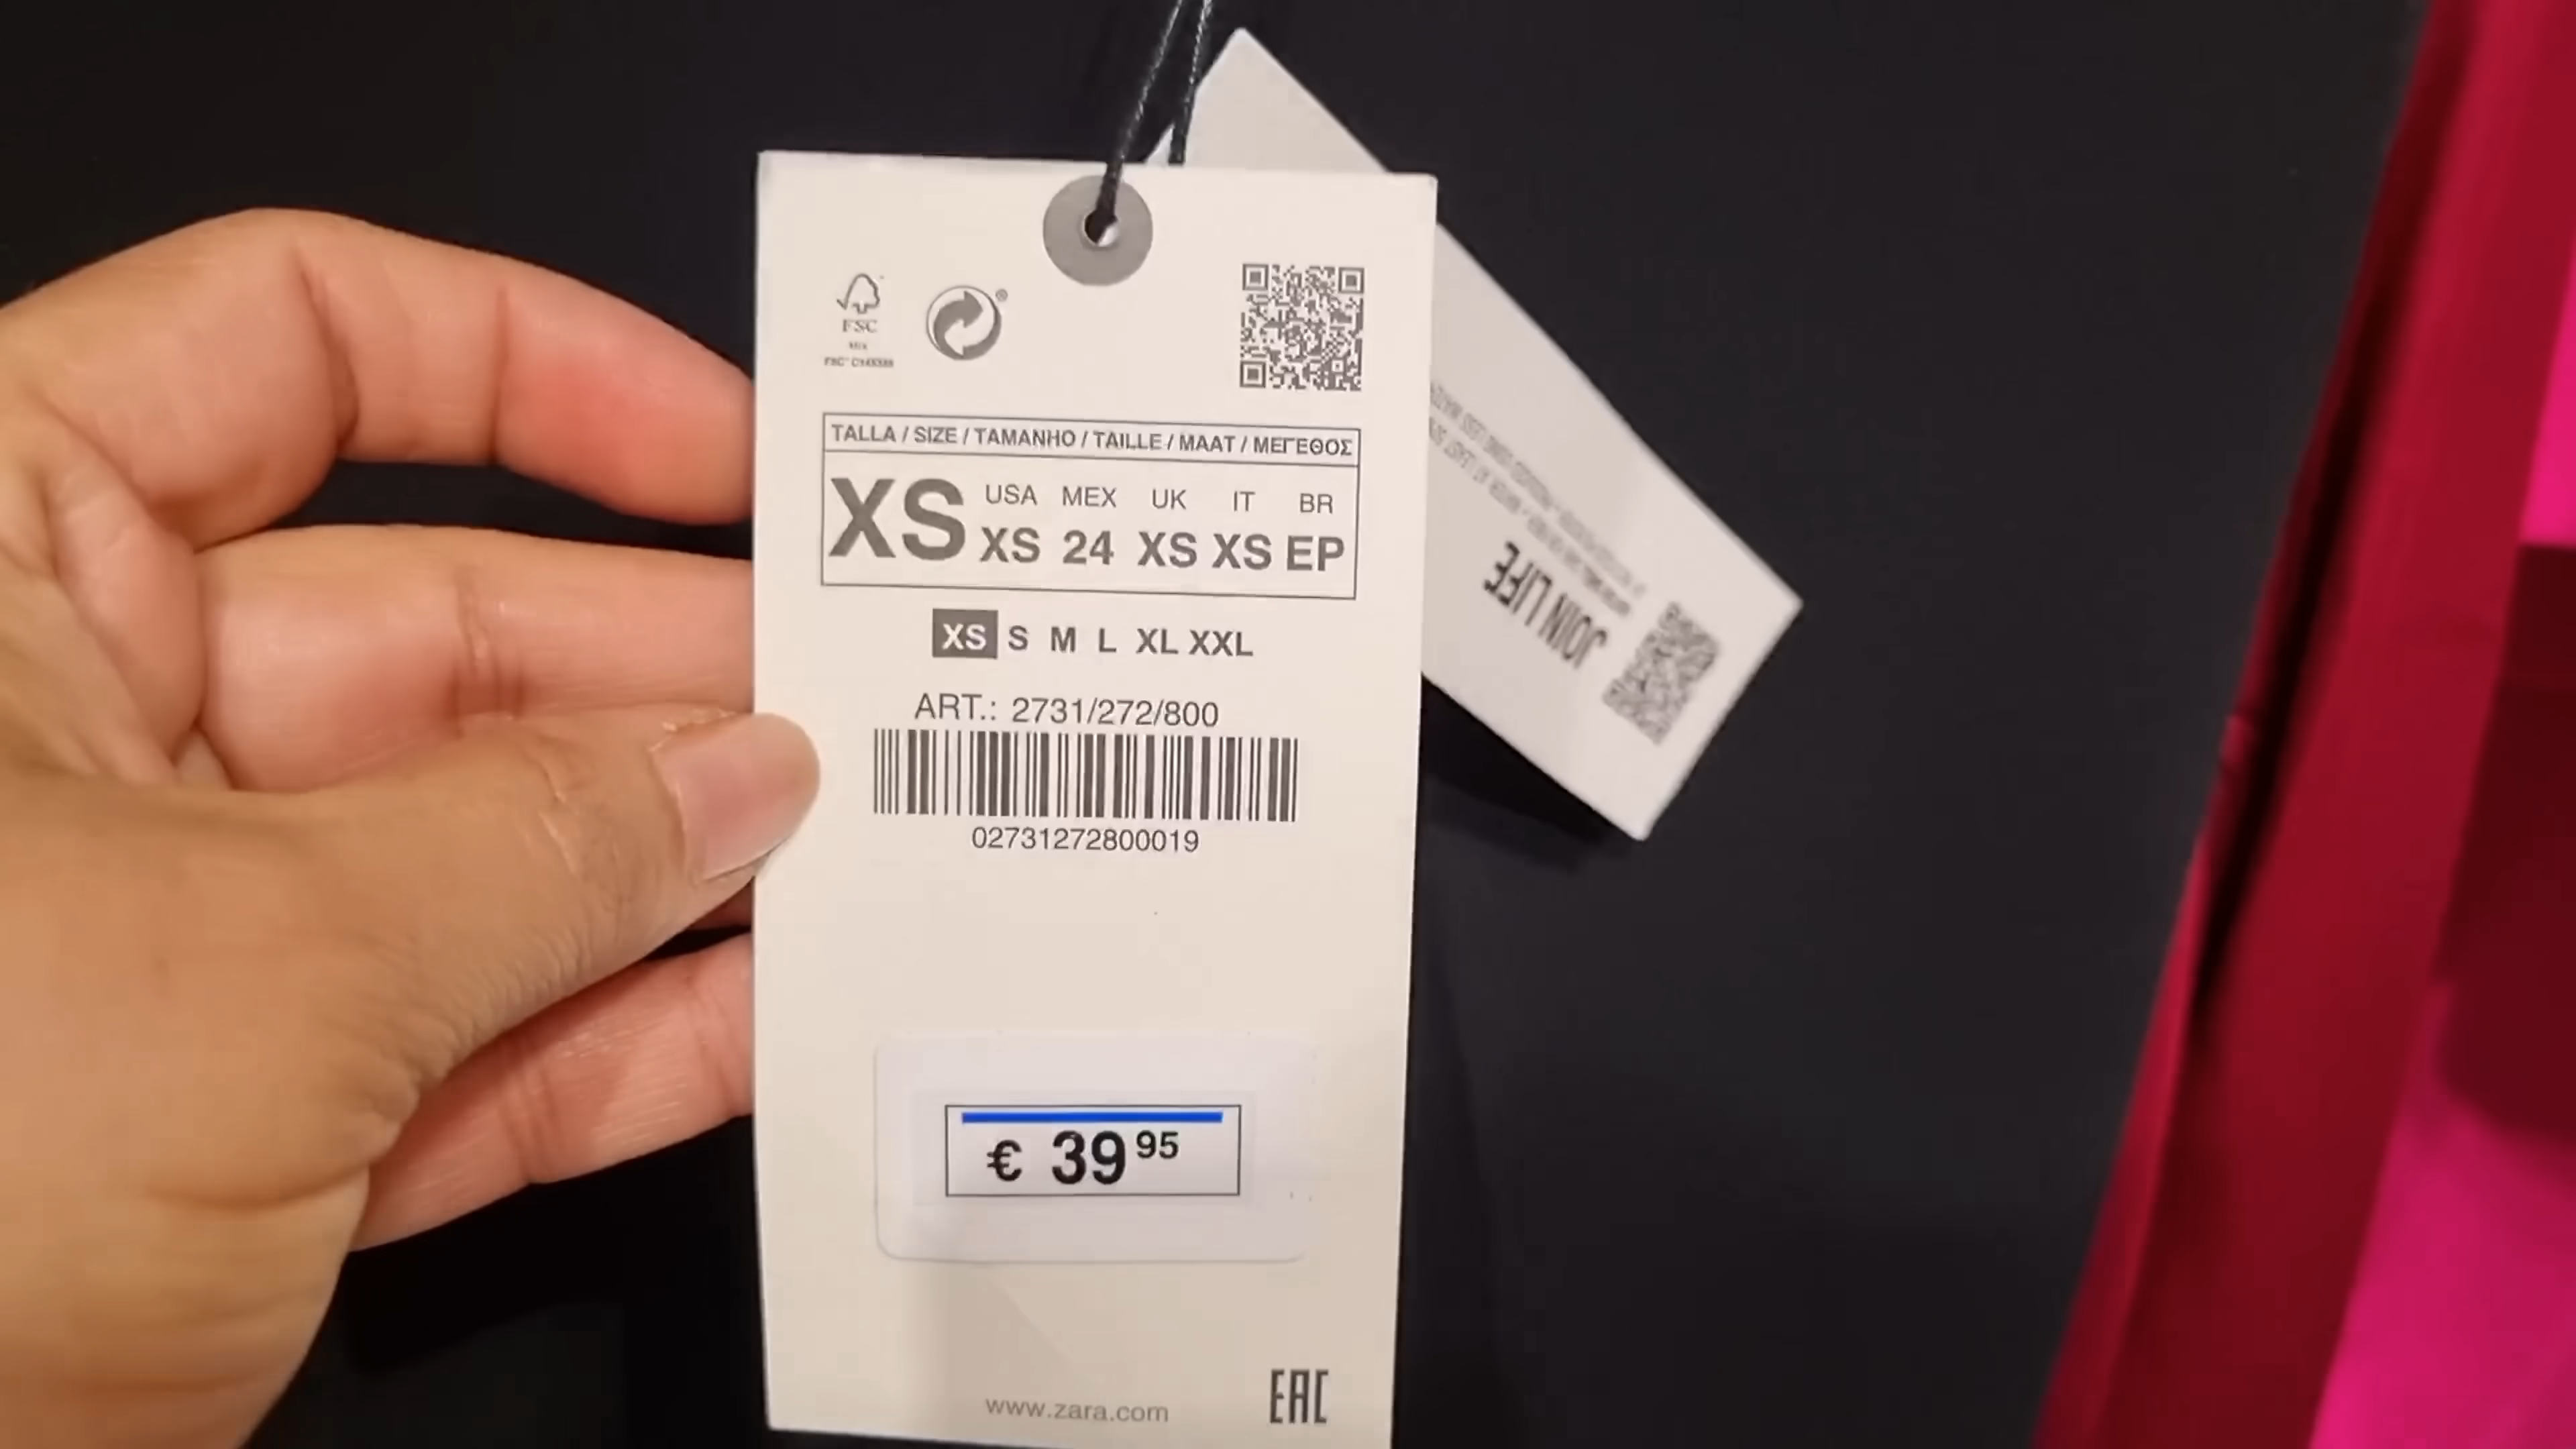 FSC
TALLA / SIZE / TAMANHO / TAILLE / MAAT / ΜΕΓΕΘΟΣ
XS
USA MEX UK IT BR
XS 24 XS XS EP
XS S M L XL XXL
ART.: 2731/272/800
02731272800019
€ 39 95
www.zara.com
EAC
JOIN LIFE